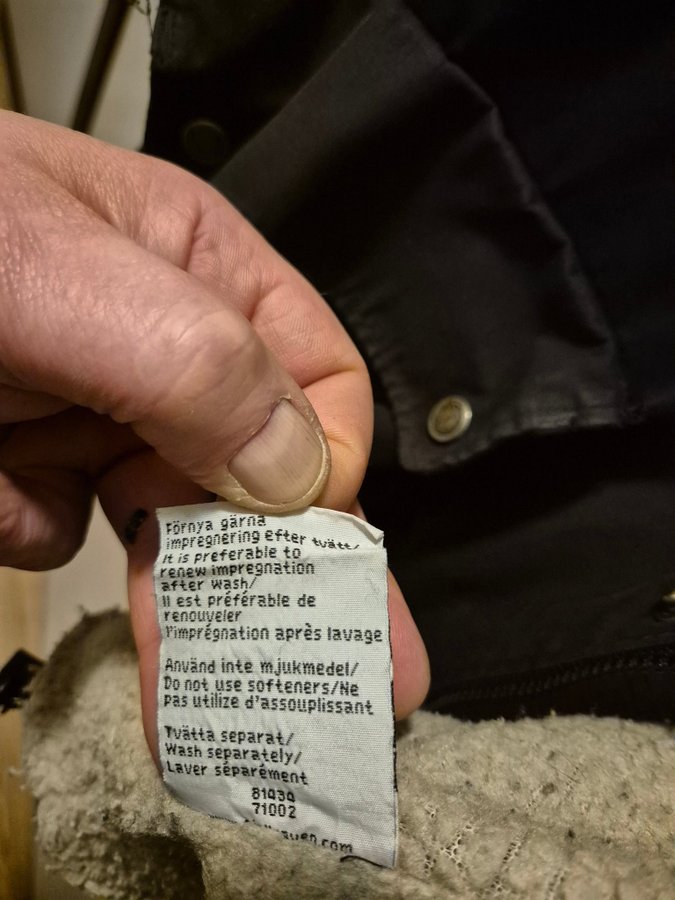 Förnya gärna
impregnering efter tvätt/
It is preferable to
renew impregnation
after wash/
Il est préférable de
renouveler
l'imprégnation après lavage
Använd inte mjukmedel/
Do not use softeners/Ne
pas utilize d'assouplissant
Tvätta separat/
Wash separately/
Laver séparément
81434
71002